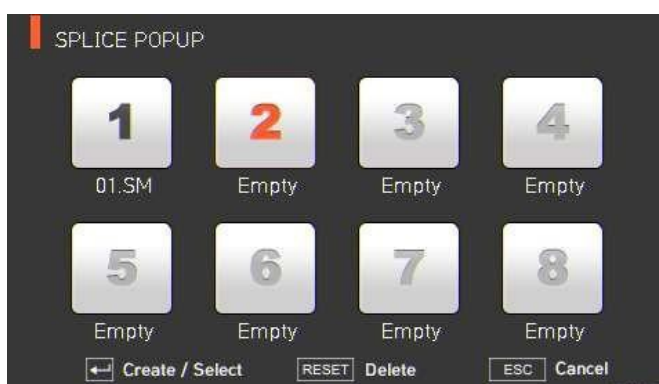 SPLICE POPUP
1 2 3 4
01.SM Empty Empty Empty
5 6 7 8
Empty Empty Empty Empty
Create / Select RESET Delete ESC Cancel